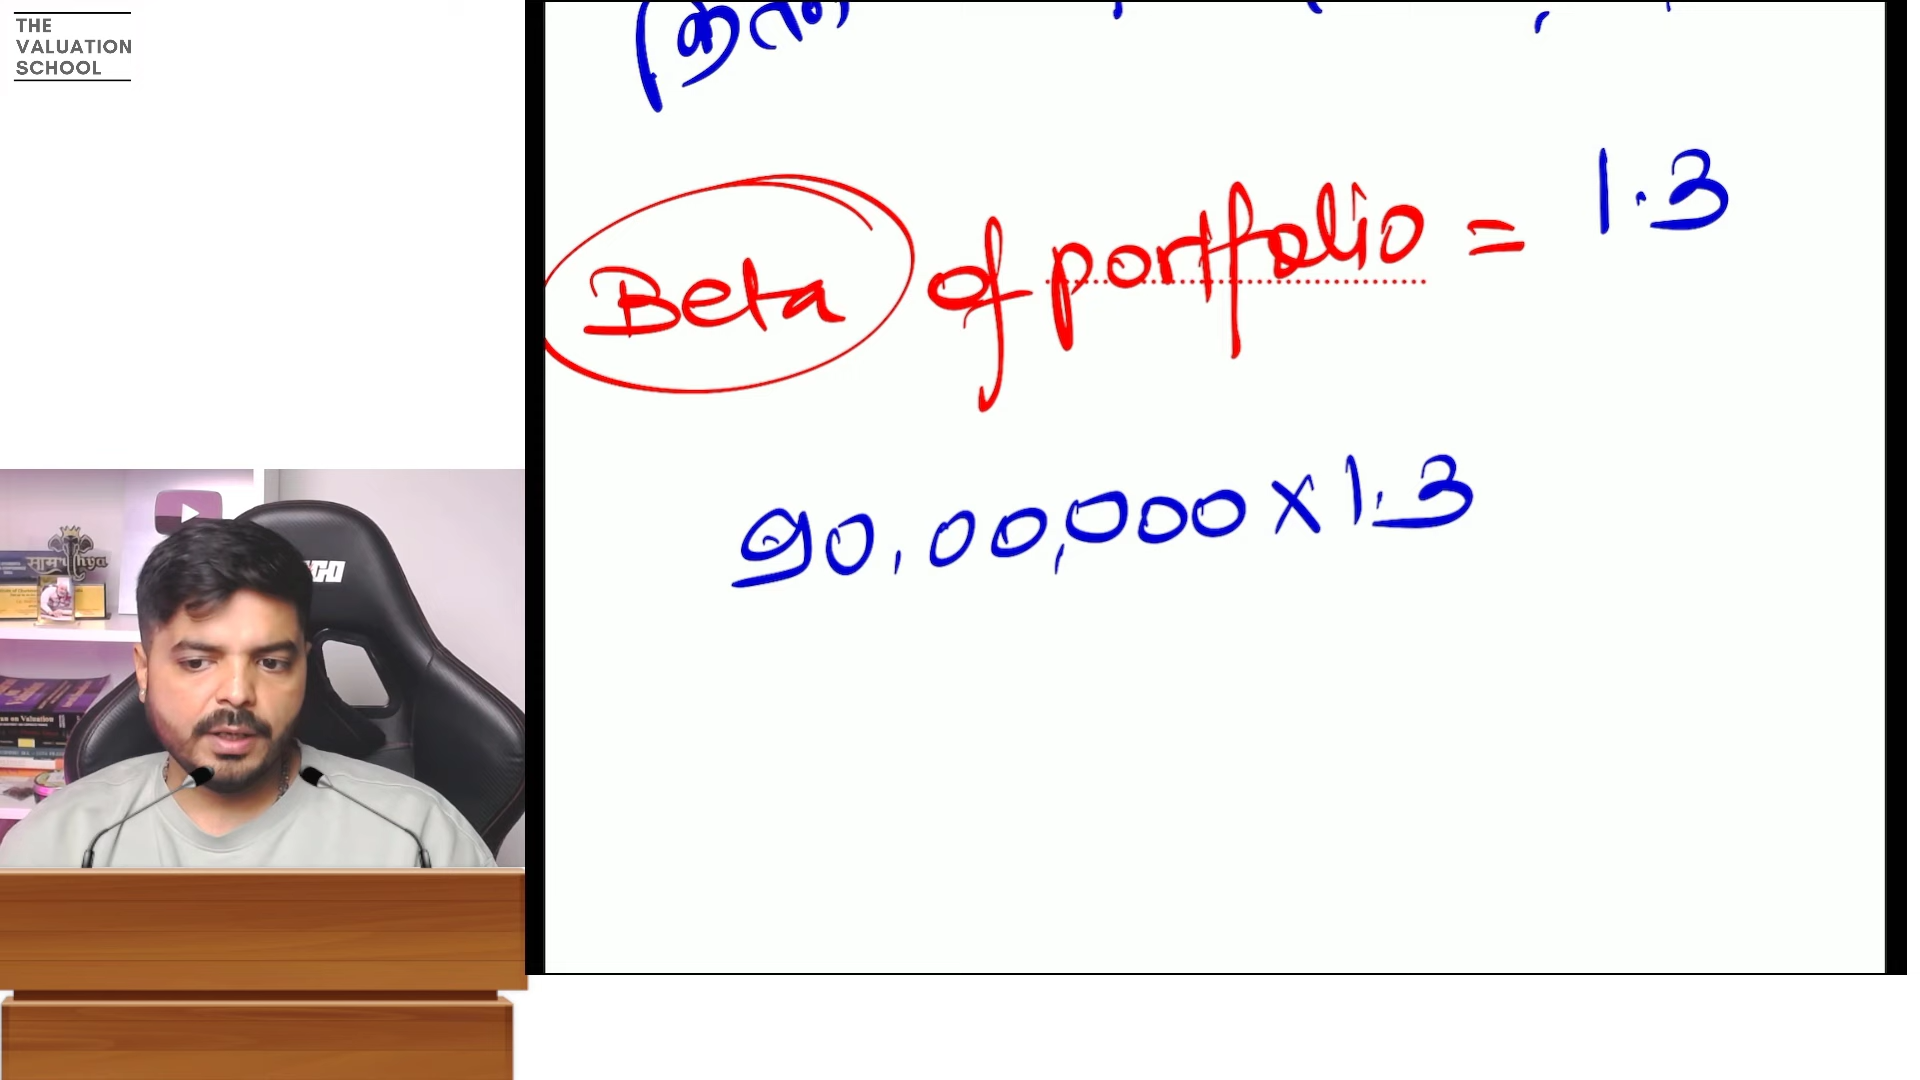 THE
VALUATION
SCHOOL
1.3
Beta of portfolio =
90,00,000 x 1.3